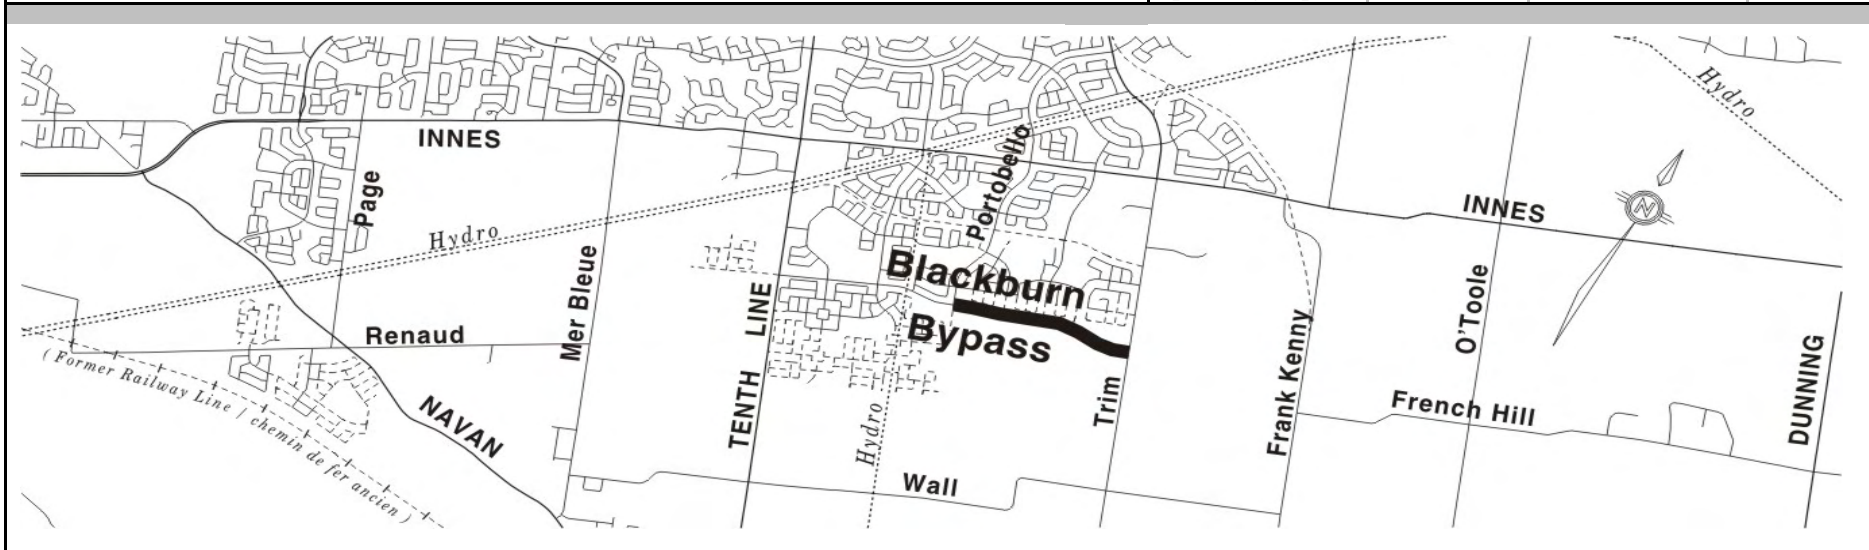 Hydro
INNES
Portobello
Page
INNES
N
Hydro
Mer Bleue
Blackburn
Bypass
O'Toole
TENTH LINE
Renaud
Frank Kenny
DUNNING
( Former Railway Line / chemin de fer ancien )
NAVAN
Trim
French Hill
Hydro
Wall